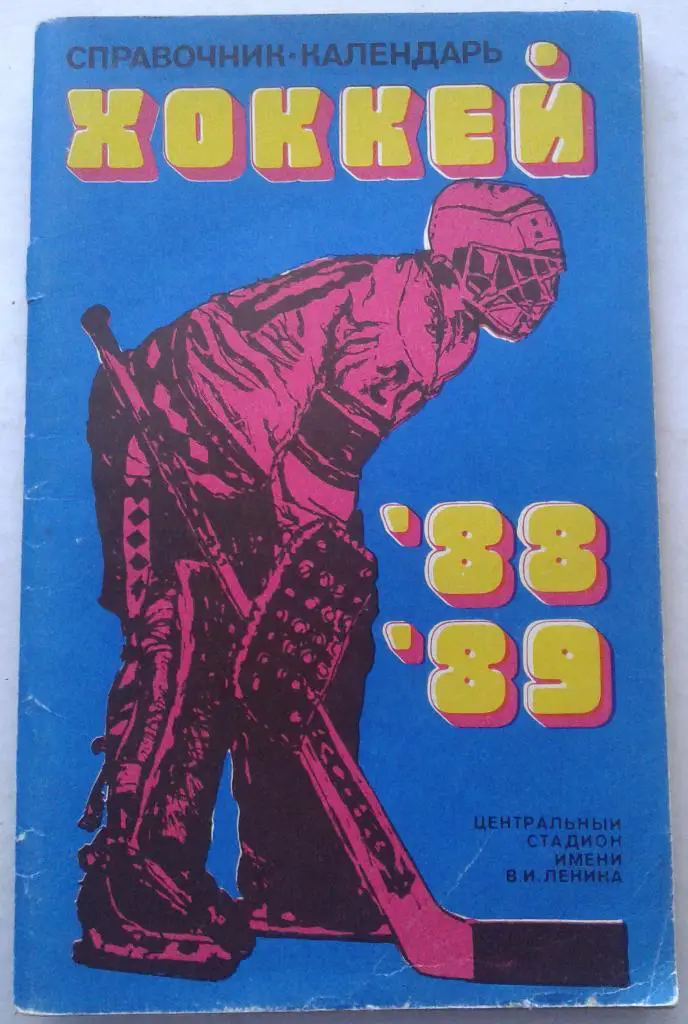 СПРАВОЧНИК-КАЛЕНДАРЬ
ХОККЕЙ
'88
'89
ЦЕНТРАЛЬНЫЙ
СТАДИОН
ИМЕНИ
В.И.ЛЕНИНА